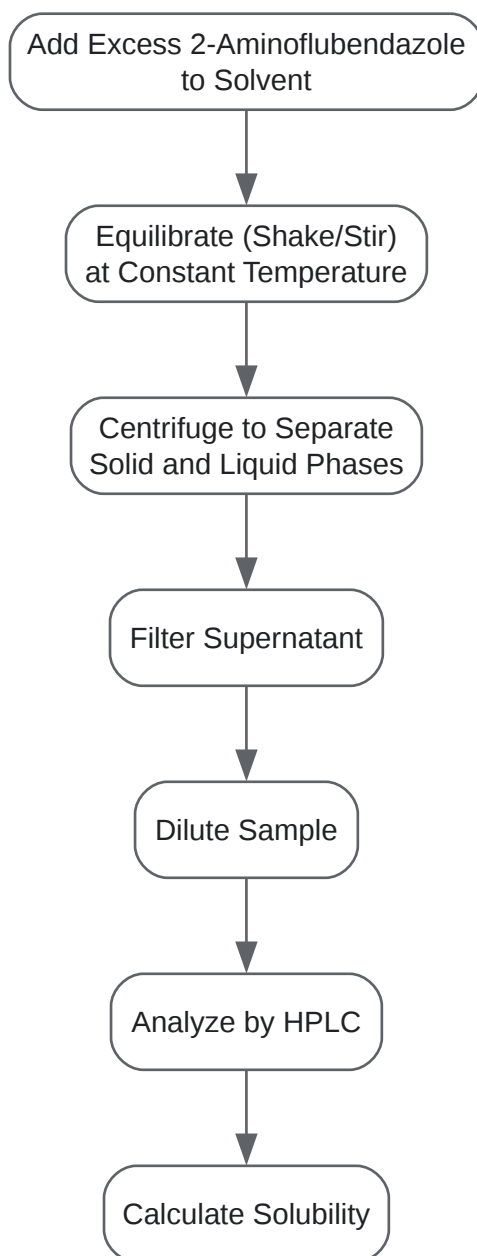 Add Excess 2-Aminoflubendazole
to Solvent
Equilibrate (Shake/Stir)
at Constant Temperature
Centrifuge to Separate
Solid and Liquid Phases
Filter Supernatant
Dilute Sample
Analyze by HPLC
Calculate Solubility